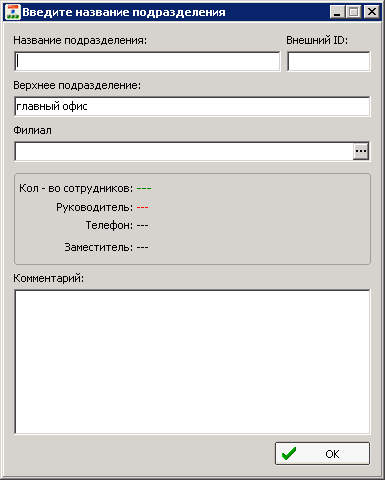 Введите название подразделения
Название подразделения: Внешний ID:
Верхнее подразделение:
главный офис
Филиал
...
Кол - во сотрудников: ---
Руководитель: ---
Телефон: ---
Заместитель: ---
Комментарий:
OK